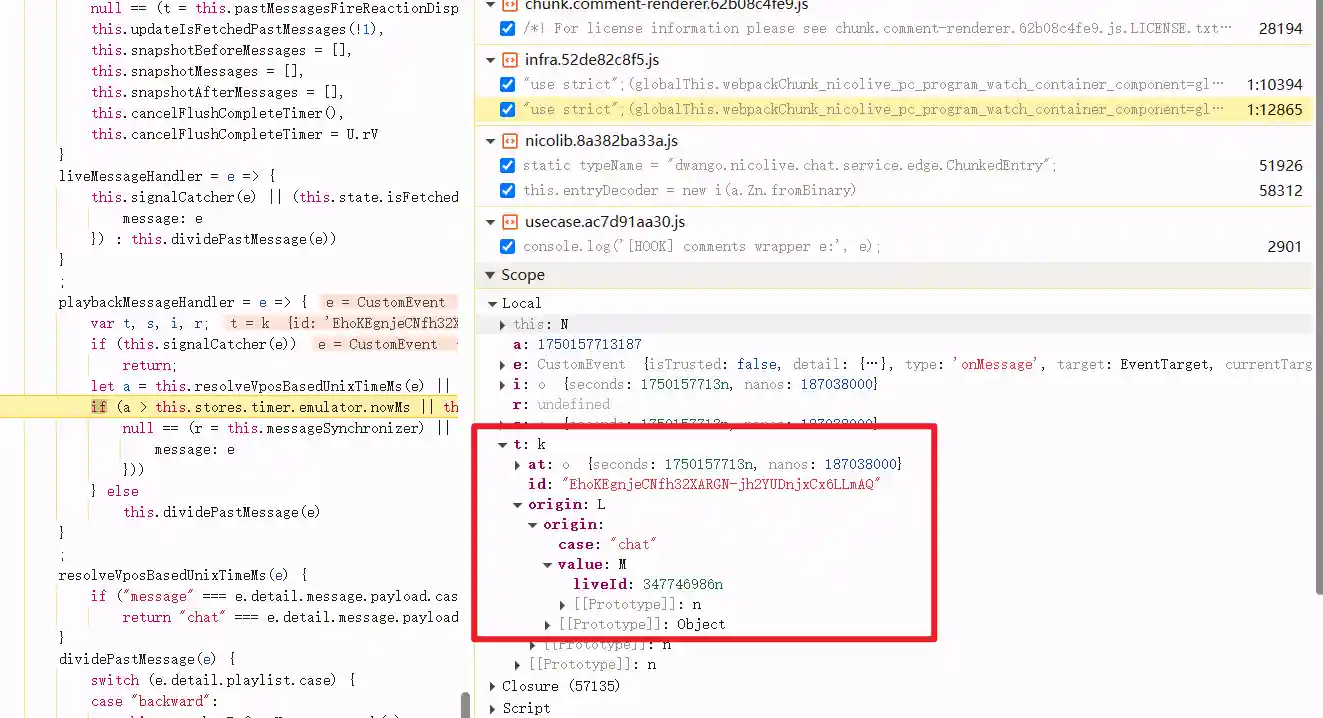 null == (t = this.pastMessagesFireReactionDisp
this.updateIsFetchedPastMessages(!1),
this.snapshotBeforeMessages = [],
this.snapshotMessages = [],
this.snapshotAfterMessages = [],
this.cancelFlushCompleteTimer(),
this.cancelFlushCompleteTimer = U.rV
}
liveMessageHandler = e => {
this.signalCatcher(e) || (this.state.isFetched
message: e
}) : this.dividePastMessage(e))
}
;
playbackMessageHandler = e => { e = CustomEvent
var t, s, i, r; t = k {id: 'EhoKEgnjeCNfh32X
if (this.signalCatcher(e)) e = CustomEvent
return;
let a = this.resolveVposBasedUnixTimeMs(e) ||
if (a > this.stores.timer.emulator.nowMs || th
null == (r = this.messageSynchronizer) ||
message: e
}))
} else
this.dividePastMessage(e)
}
;
resolveVposBasedUnixTimeMs(e) {
if ("message" === e.detail.message.payload.cas
return "chat" === e.detail.message.payload
}
dividePastMessage(e) {
switch (e.detail.playlist.case) {
case "backward":
chunk.comment-renderer.62b08c4fe9.js
/*! For license information please see chunk.comment-renderer.62b08c4fe9.js.LICENSE.txt… 28194
infra.52de82c8f5.js
"use strict";(globalThis.webpackChunk_nicolive_pc_program_watch_container_component=gl… 1:10394
"use strict";(globalThis.webpackChunk_nicolive_pc_program_watch_container_component=gl… 1:12865
nicolib.8a382ba33a.js
static typeName = "dwango.nicolive.chat.service.edge.ChunkedEntry"; 51926
this.entryDecoder = new i(a.Zn.fromBinary) 58312
usecase.ac7d91aa30.js
console.log('[HOOK] comments wrapper e:', e); 2901
Scope
Local
this: N
a: 1750157713187
e: CustomEvent {isTrusted: false, detail: {…}, type: 'onMessage', target: EventTarget, currentTarg
i: o {seconds: 1750157713n, nanos: 187038000}
r: undefined
o {seconds: 1750157713n, nanos: 187038000}
t: k
at: o {seconds: 1750157713n, nanos: 187038000}
id: "EhoKEgnjeCNfh32XARGN-jh2YUDnjxCx6LLmAQ"
origin: L
origin:
case: "chat"
value: M
liveId: 347746986n
[[Prototype]]: n
[[Prototype]]: Object
[[Prototype]]: n
[[Prototype]]: n
Closure (57135)
Script